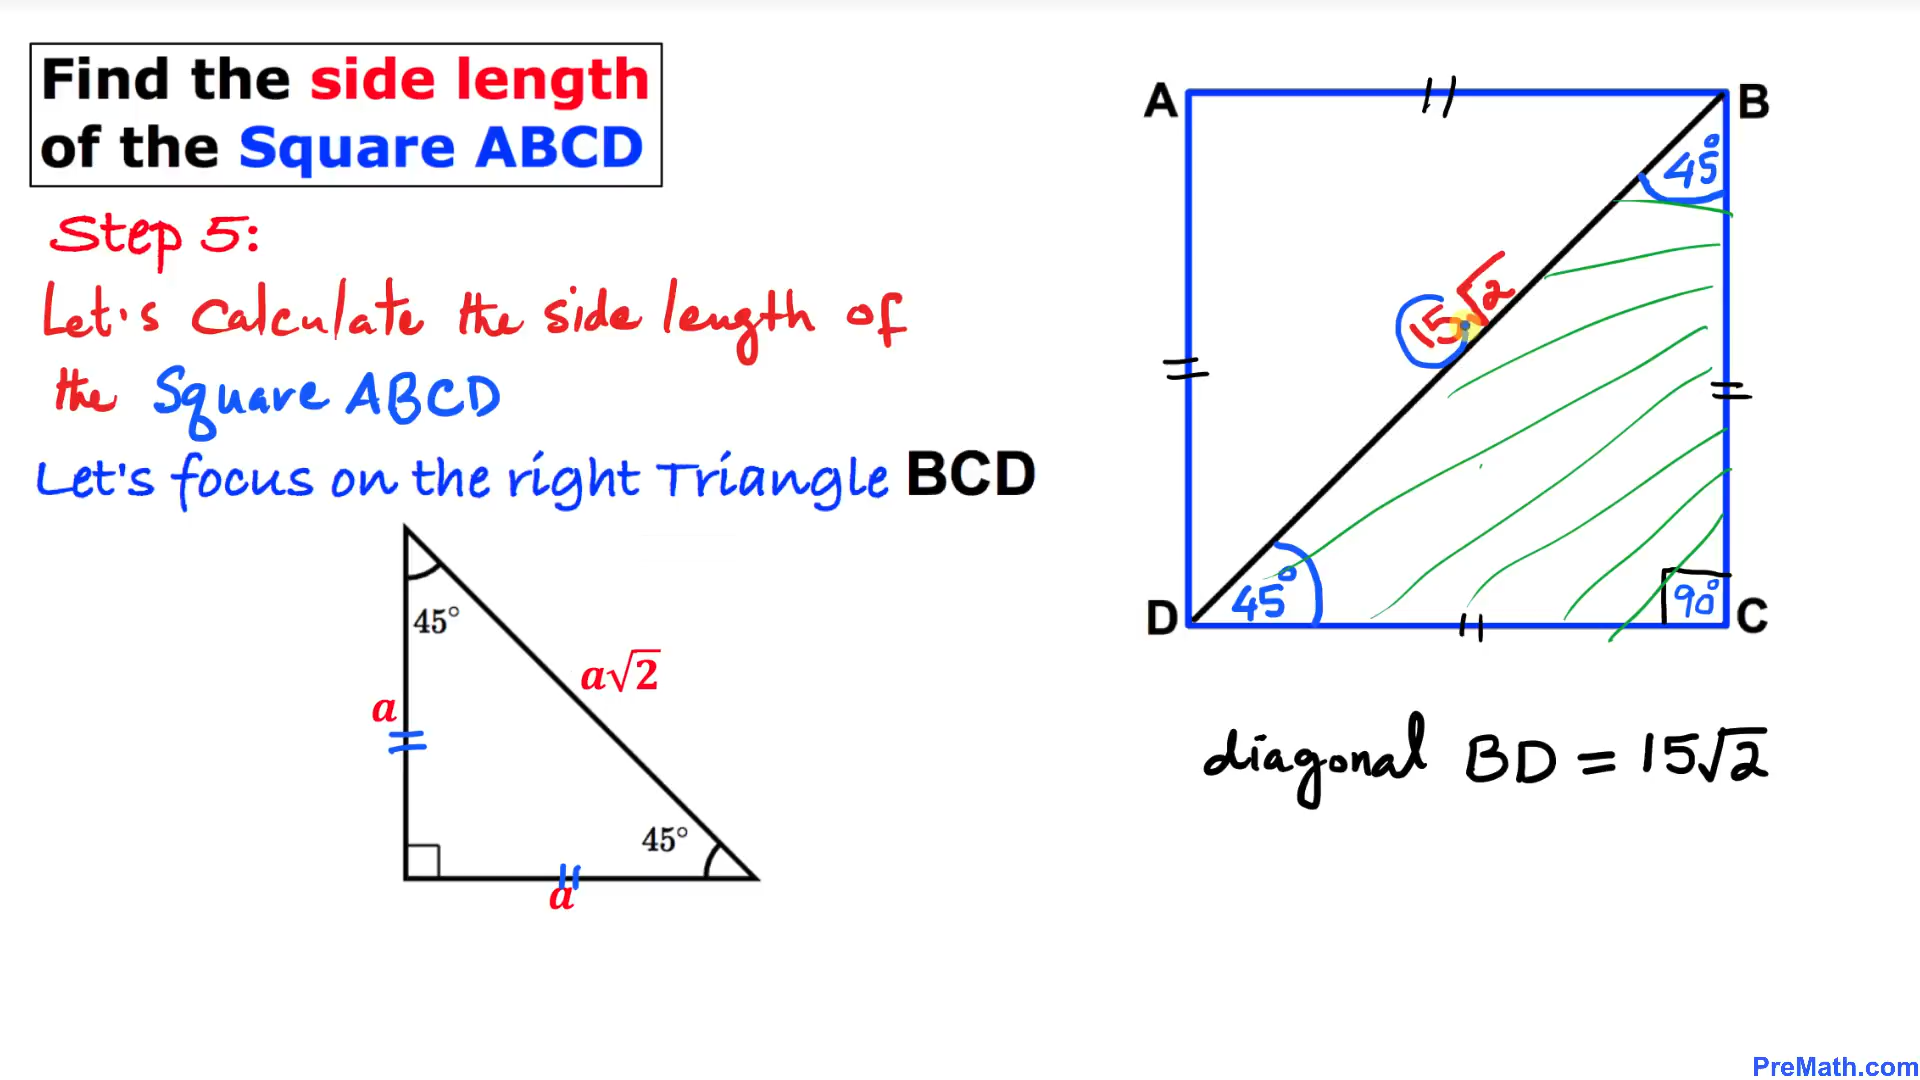 Find the side length
of the Square ABCD
Step 5:
Let's Calculate the side length of
the Square ABCD
Let's focus on the right Triangle BCD
45°
a√2
a
45°
a
A
B
45°
15√2
45°
90°
D
C
diagonal BD = 15√2
PreMath.com